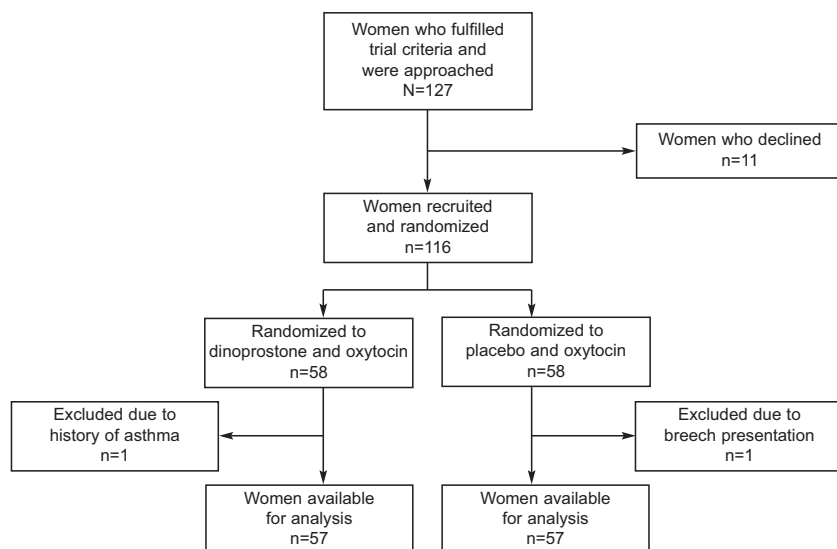 Women who fulfilled
trial criteria and
were approached
N=127
Women who declined
n=11
Women recruited
and randomized
n=116
Randomized to
dinoprostone and oxytocin
n=58
Randomized to
placebo and oxytocin
n=58
Excluded due to
history of asthma
n=1
Excluded due to
breech presentation
n=1
Women available
for analysis
n=57
Women available
for analysis
n=57